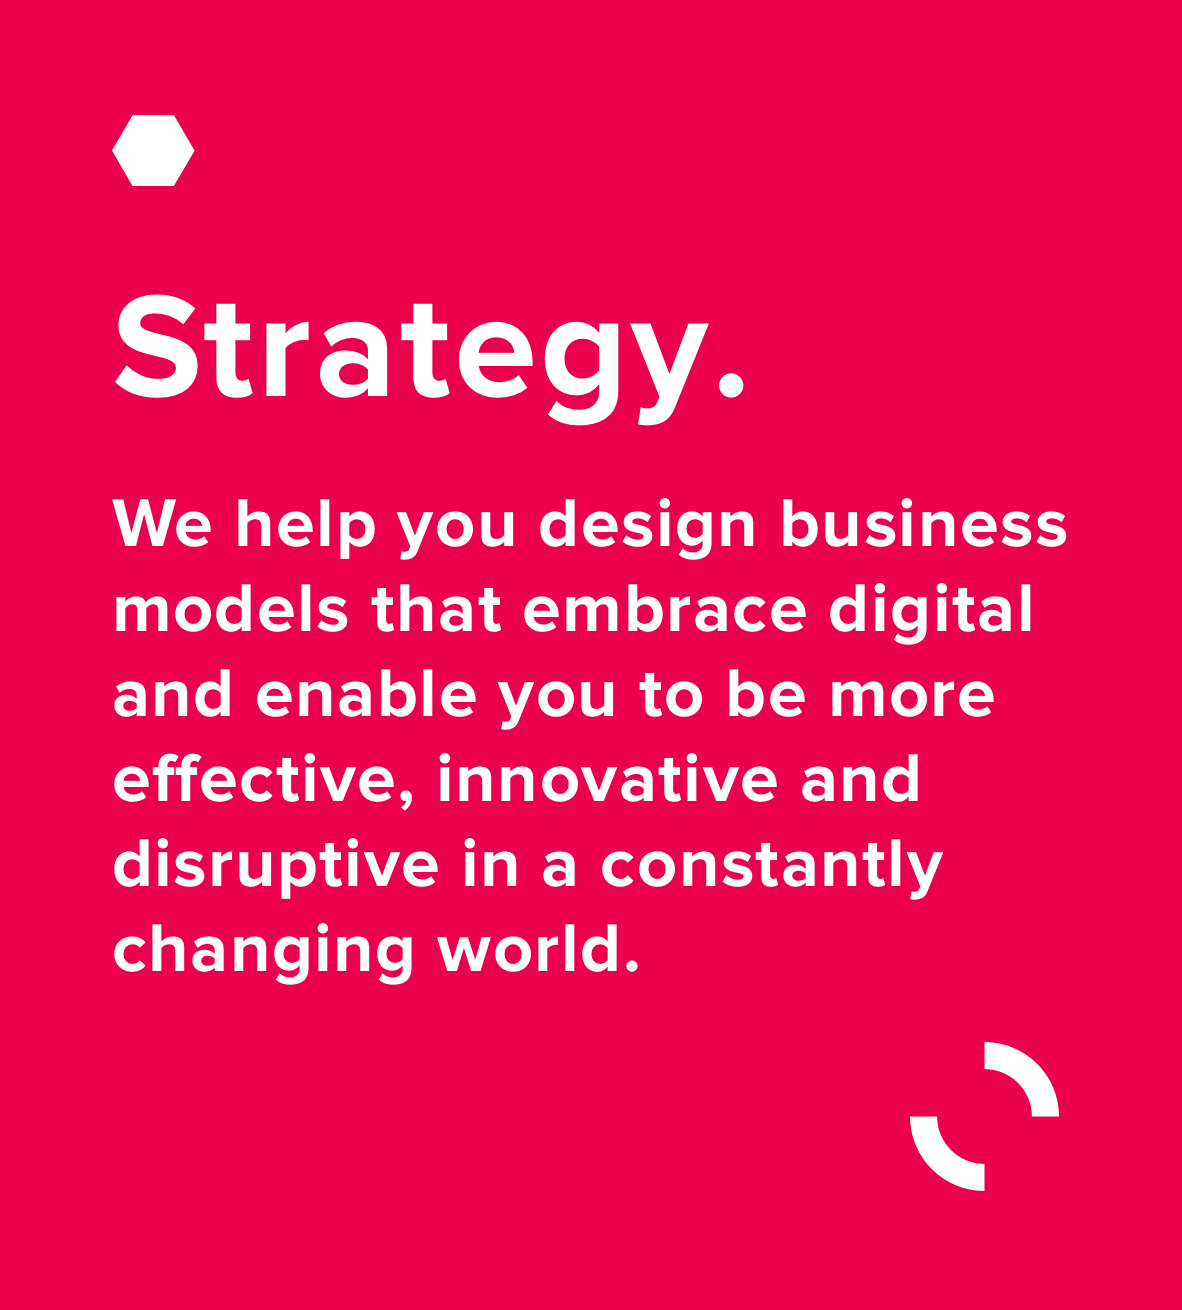 Strategy.
We help you design business
models that embrace digital
and enable you to be more
effective, innovative and
disruptive in a constantly
changing world.